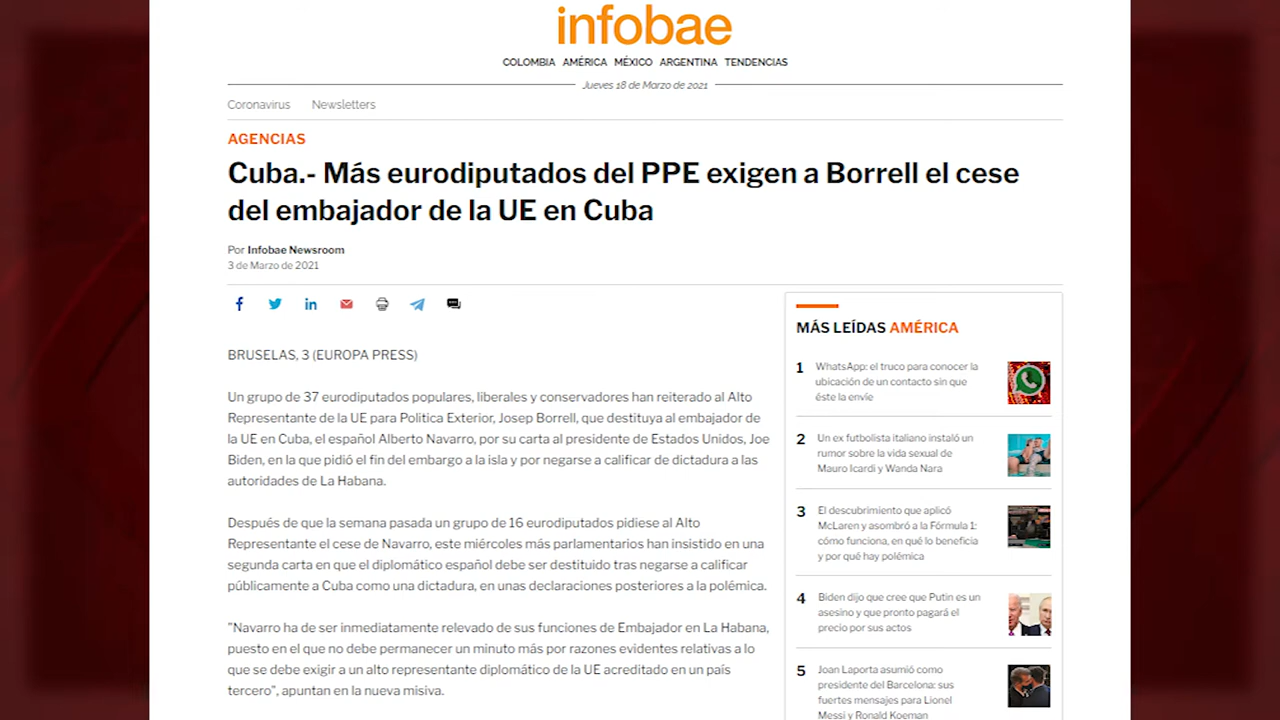 infobae
COLOMBIA AMÉRICA MÉXICO ARGENTINA TENDENCIAS
Jueves 18 de Marzo de 2021
Coronavirus Newsletters
AGENCIAS
Cuba.- Más eurodiputados del PPE exigen a Borrell el cese
del embajador de la UE en Cuba
Por Infobae Newsroom
3 de Marzo de 2021
BRUSELAS, 3 (EUROPA PRESS)
Un grupo de 37 eurodiputados populares, liberales y conservadores han reiterado al Alto
Representante de la UE para Política Exterior, Josep Borrell, que destituya al embajador de
la UE en Cuba, el español Alberto Navarro, por su carta al presidente de Estados Unidos, Joe
Biden, en la que pidió el fin del embargo a la isla y por negarse a calificar de dictadura a las
autoridades de La Habana.
Después de que la semana pasada un grupo de 16 eurodiputados pidiese al Alto
Representante el cese de Navarro, este miércoles más parlamentarios han insistido en una
segunda carta en que el diplomático español debe ser destituido tras negarse a calificar
públicamente a Cuba como una dictadura, en unas declaraciones posteriores a la polémica.
"Navarro ha de ser inmediatamente relevado de sus funciones de Embajador en La Habana,
puesto en el que no debe permanecer un minuto más por razones evidentes relativas a lo
que se debe exigir a un alto representante diplomático de la UE acreditado en un país
tercero", apuntan en la nueva misiva.
MÁS LEÍDAS AMÉRICA
1 WhatsApp: el truco para conocer la
ubicación de un contacto sin que
éste la envíe
2 Un ex futbolista italiano instaló un
rumor sobre la vida sexual de
Mauro Icardi y Wanda Nara
3 El descubrimiento que aplicó
McLaren y asombró a la Fórmula 1:
cómo funciona, en qué lo beneficia
y por qué hay polémica
4 Biden dijo que cree que Putin es un
asesino y que pronto pagará el
precio por sus actos
5 Joan Laporta asumió como
presidente del Barcelona: sus
fuertes mensajes para Lionel
Messi y Ronald Koeman